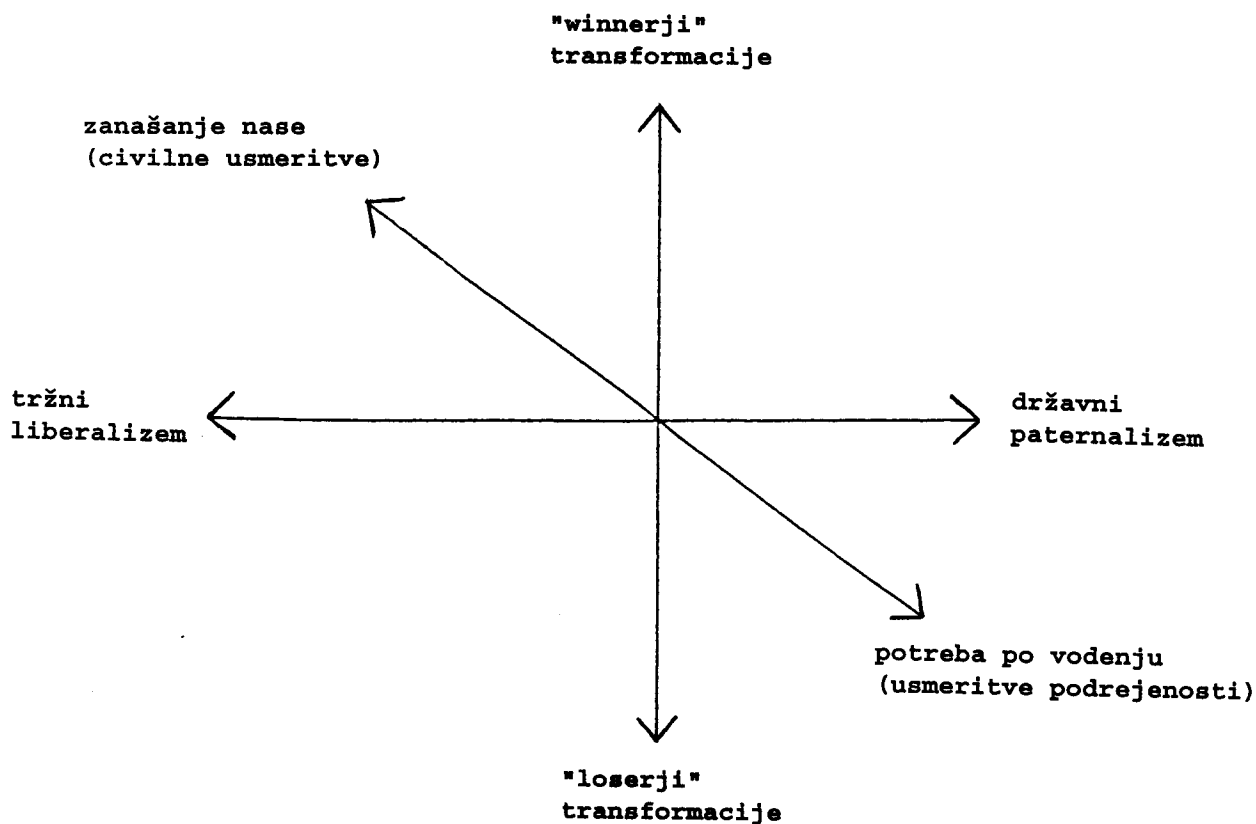 "winnerji"
transformacije
zanašanje nase
(civilne usmeritve)
tržni
liberalizem
državni
paternalizem
potreba po vodenju
(usmeritve podrejenosti)
"loserji"
transformacije